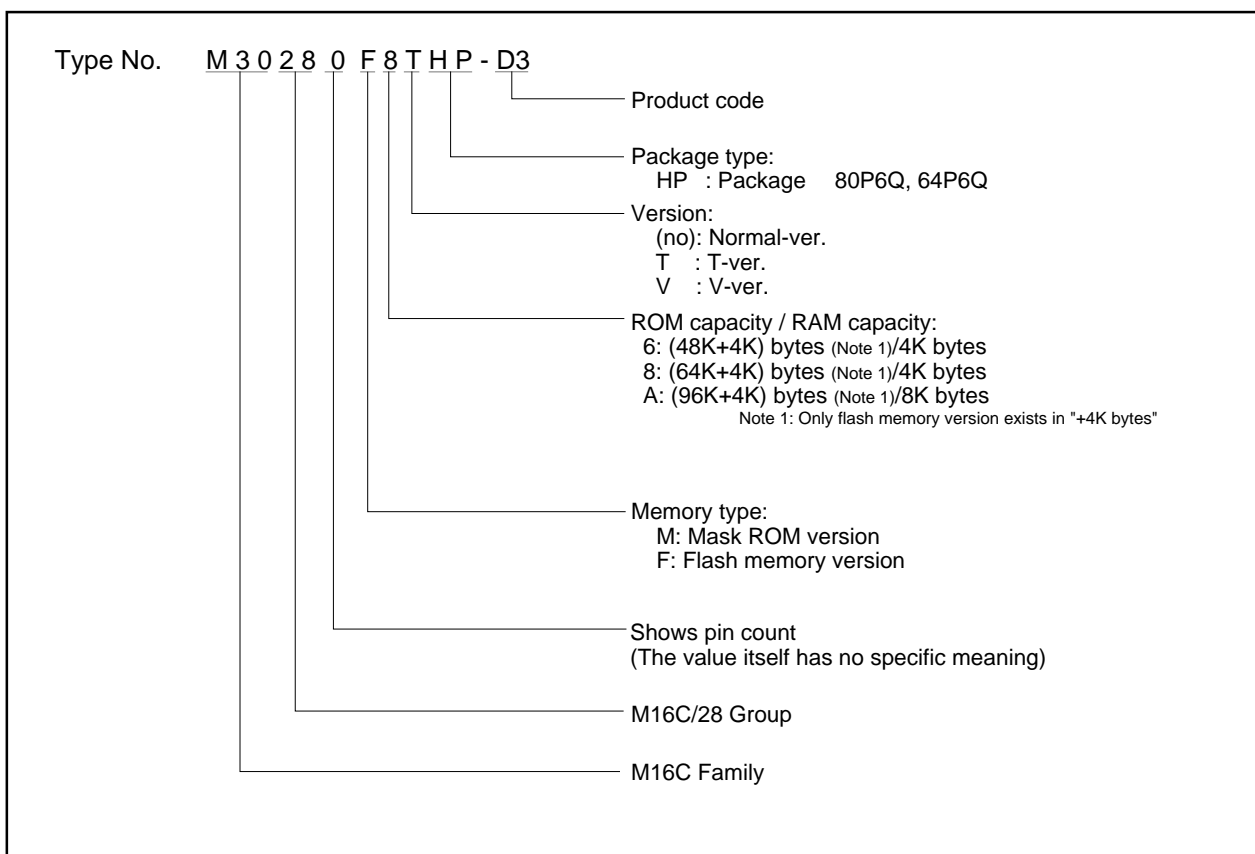 Type No. M 3 0 2 8 0 F 8 T H P - D3
Product code
Package type:
HP : Package 80P6Q, 64P6Q
Version:
(no): Normal-ver.
T : T-ver.
V : V-ver.
ROM capacity / RAM capacity:
6: (48K+4K) bytes (Note 1)/4K bytes
8: (64K+4K) bytes (Note 1)/4K bytes
A: (96K+4K) bytes (Note 1)/8K bytes
Note 1: Only flash memory version exists in "+4K bytes"
Memory type:
M: Mask ROM version
F: Flash memory version
Shows pin count
(The value itself has no specific meaning)
M16C/28 Group
M16C Family